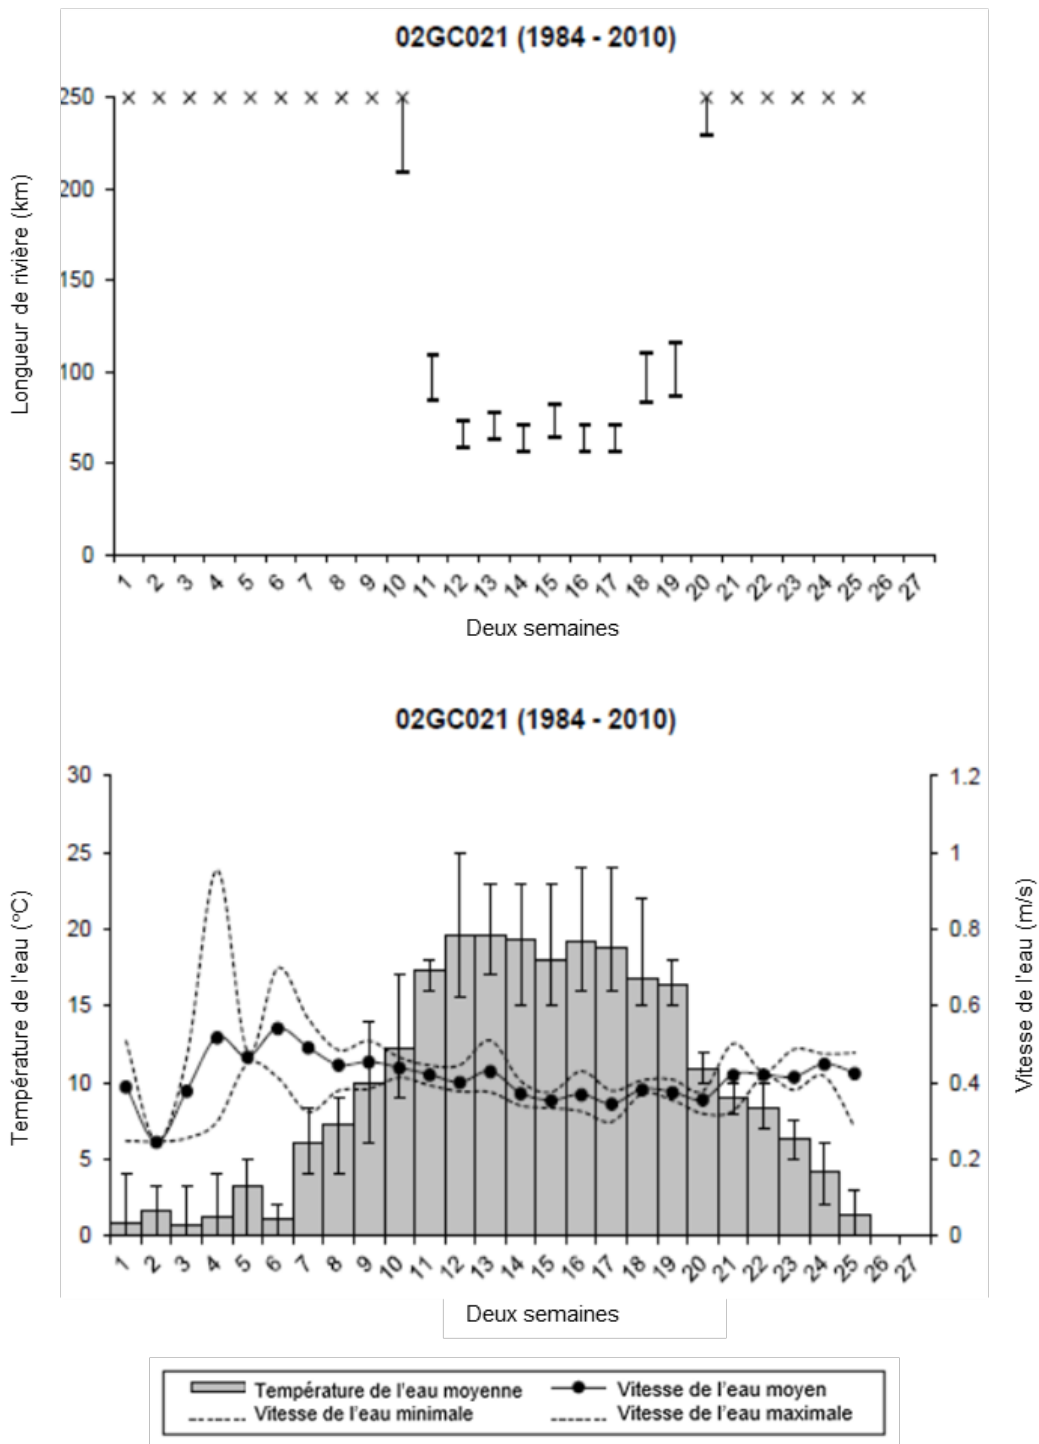 02GC021 (1984 - 2010)
Longueur de rivière (km)
250
200
150
100
50
0
1 2 3 4 5 6 7 8 9 10 11 12 13 14 15 16 17 18 19 20 21 22 23 24 25 26 27
Deux semaines
02GC021 (1984 - 2010)
Température de l'eau (°C)
30
25
20
15
10
5
0
1.2
1
0.8
0.6
0.4
0.2
0
Vitesse de l'eau (m/s)
1 2 3 4 5 6 7 8 9 10 11 12 13 14 15 16 17 18 19 20 21 22 23 24 25 26 27
Deux semaines
Température de l'eau moyenne Vitesse de l'eau moyen
Vitesse de l'eau minimale Vitesse de l'eau maximale